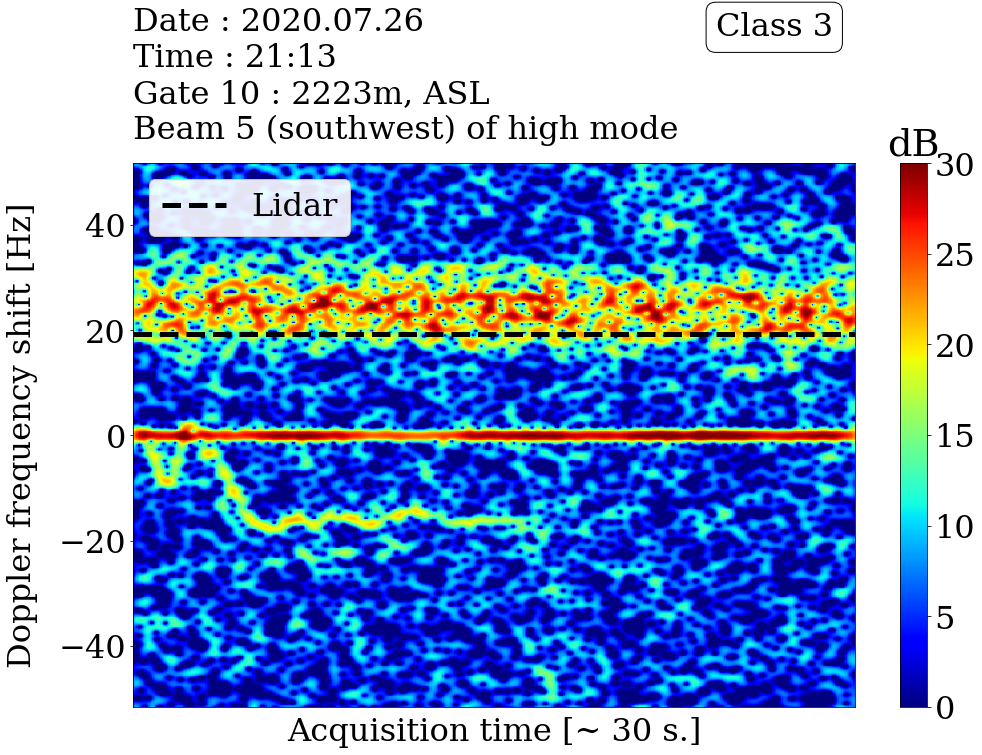 Date : 2020.07.26
Time : 21:13
Gate 10 : 2223m, ASL
Beam 5 (southwest) of high mode
Class 3
dB
Lidar
Doppler frequency shift [Hz]
40
20
0
−20
−40
Acquisition time [~ 30 s.]
30
25
20
15
10
5
0